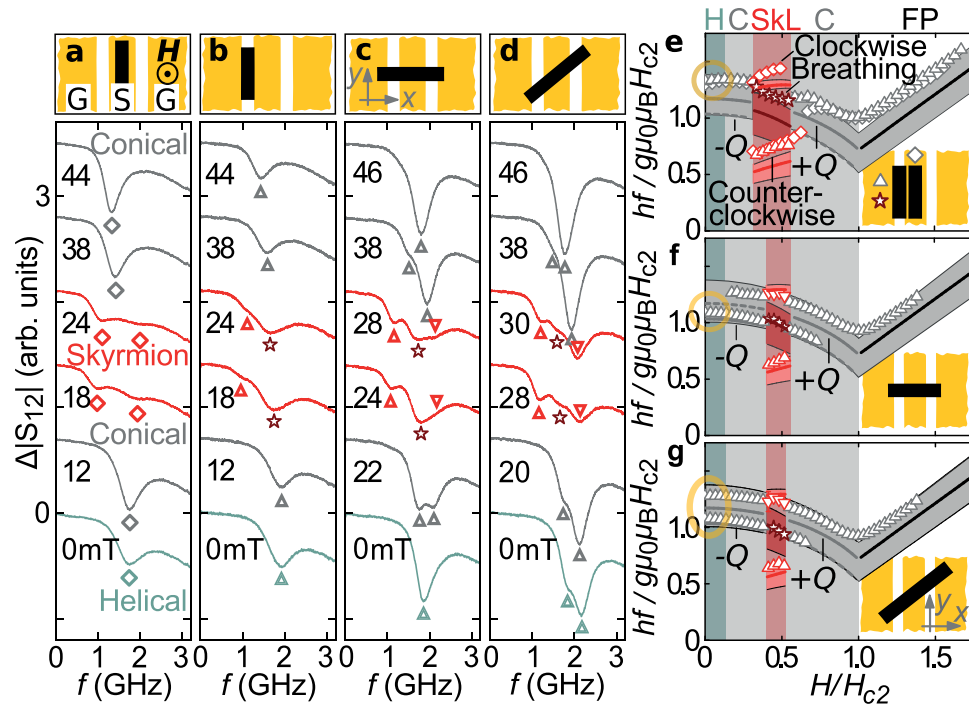 a
H
G
S
G
b
c
y
x
d
Δ|S12| (arb. units)
3
0
Conical
44
38
24
Skyrmion
18
Conical
12
0mT
Helical
0
1
2
3
f (GHz)
44
38
24
18
12
0mT
0
1
2
3
f (GHz)
46
38
28
24
22
0mT
0
1
2
3
f (GHz)
46
38
30
28
20
0mT
0
1
2
3
f (GHz)
H C SkL C FP
e
Clockwise
Breathing
-Q
+Q
Counter-
clockwise
hf / gμ0μBHc2
1.0
0.5
0
f
-Q
+Q
hf / gμ0μBHc2
1.0
0.5
0
g
-Q
+Q
y
x
hf / gμ0μBHc2
1.0
0.5
0
0
0.5
1.0
1.5
H/Hc2